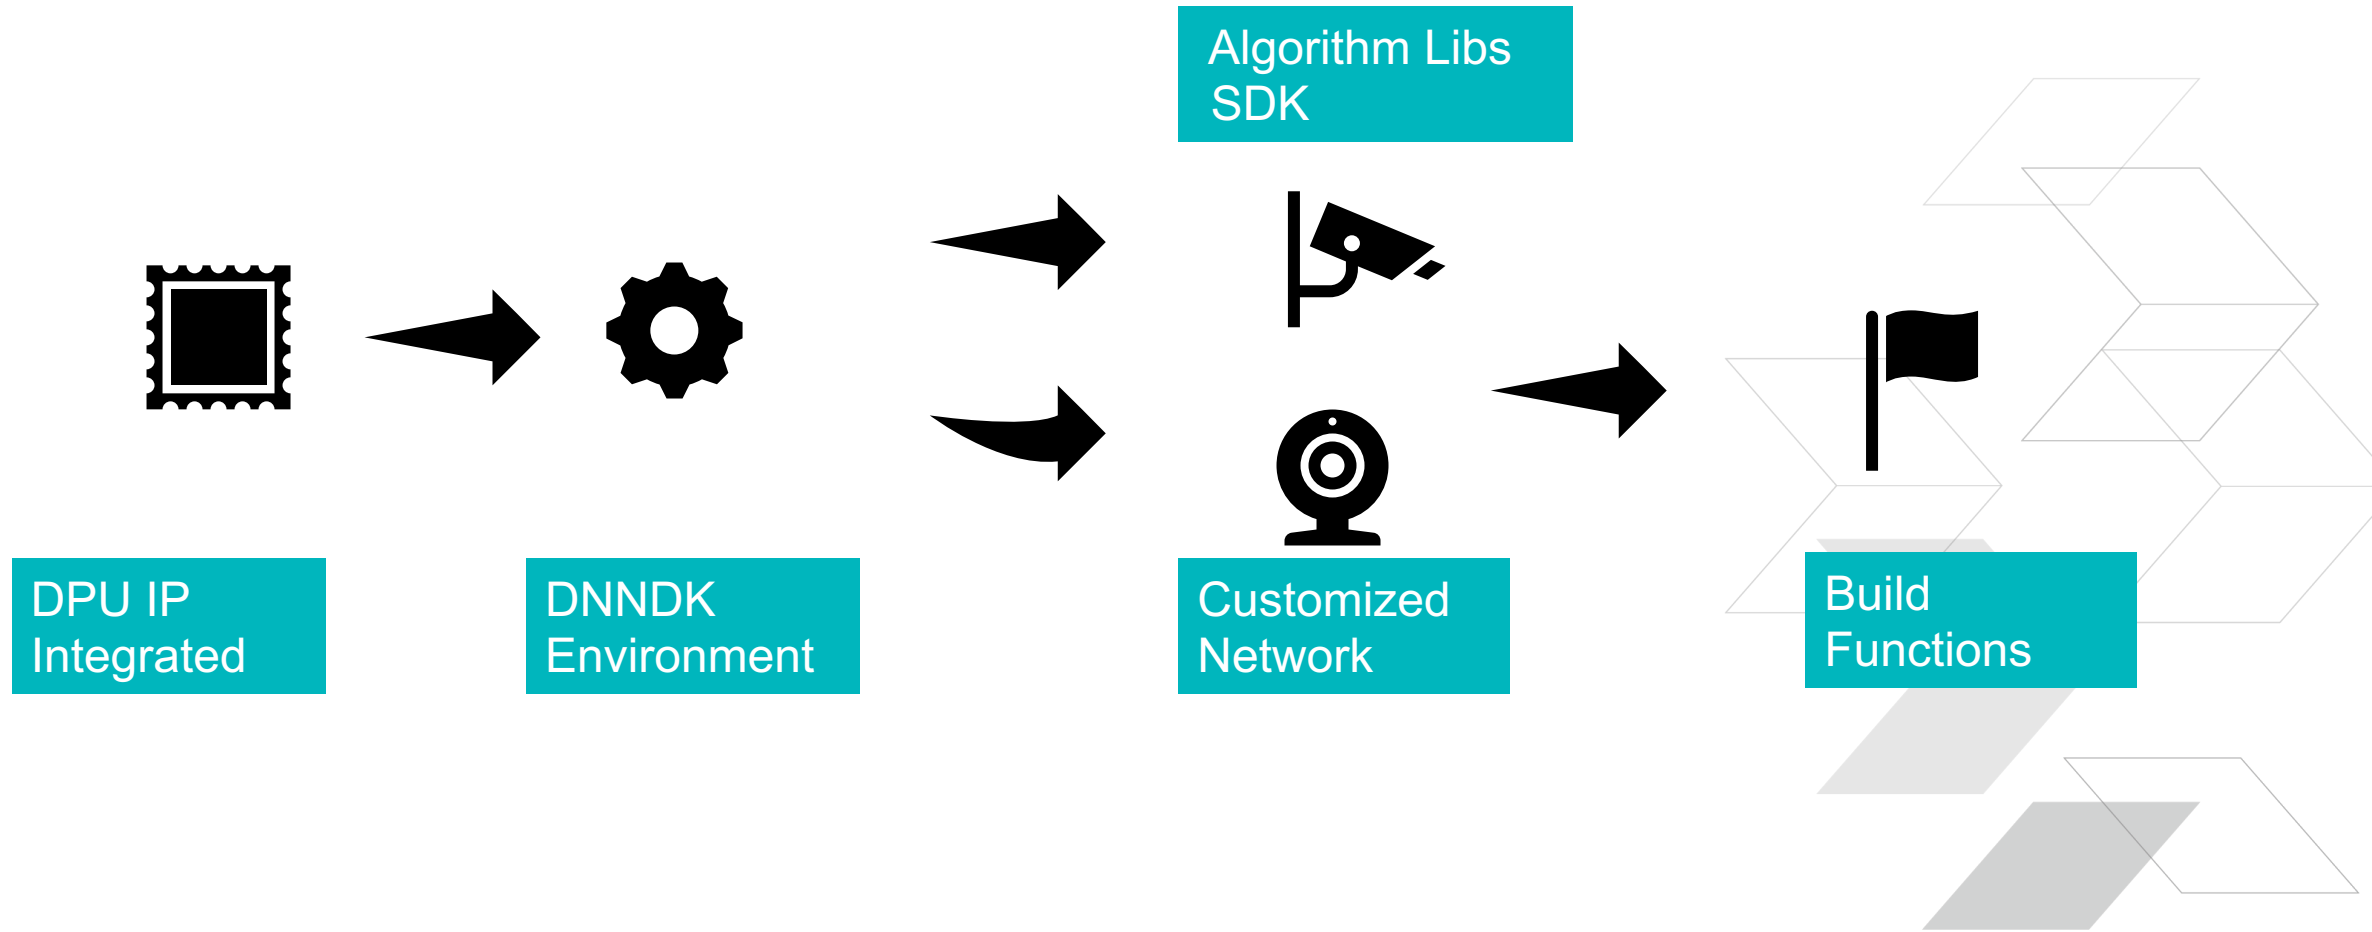 Algorithm Libs
SDK
DPU IP
Integrated
DNNDK
Environment
Customized
Network
Build
Functions